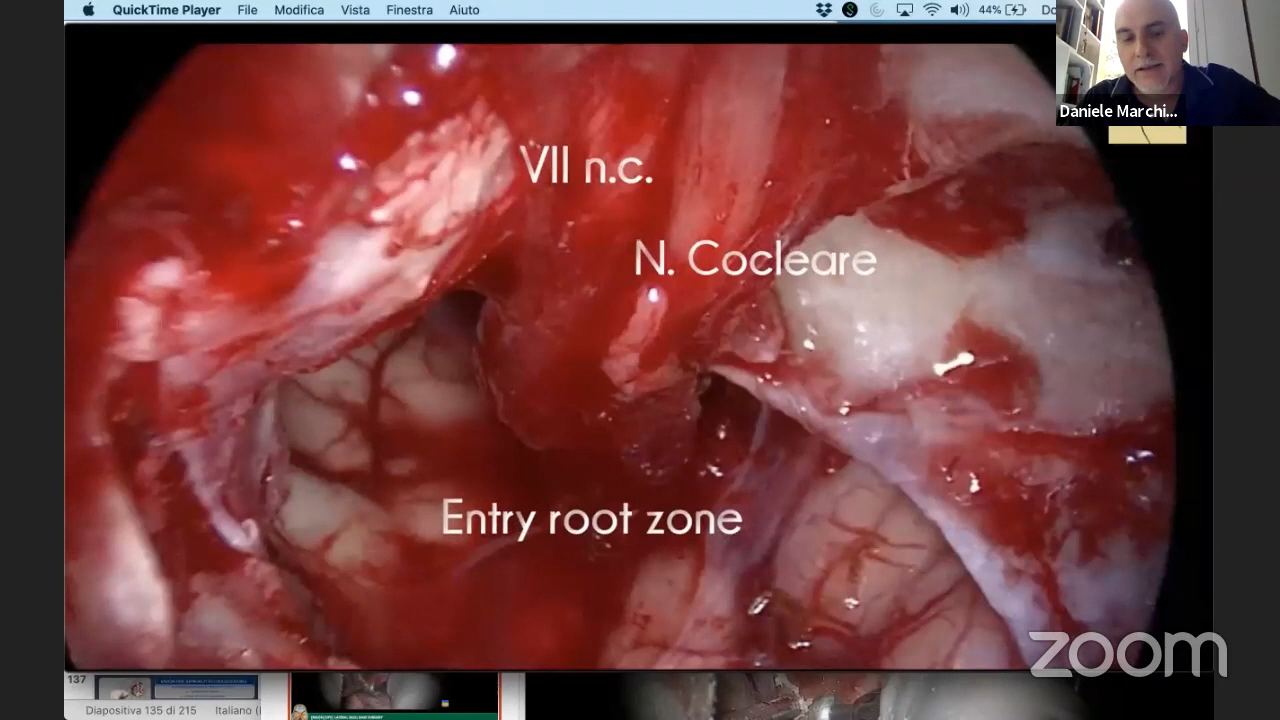 QuickTime Player File Modifica Vista Finestra Aiuto 44%
Daniele Marchi...
VII n.c.
N. Cocleare
Entry root zone
zoom
137
Diapositiva 135 di 215 Italiano